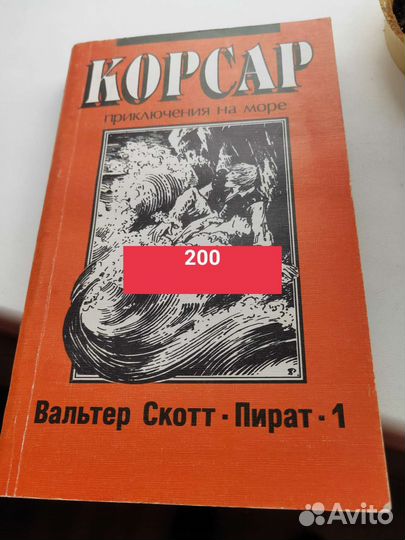 КОРСАР
приключения на море
200
Вальтер Скотт · Пират · 1
Avito